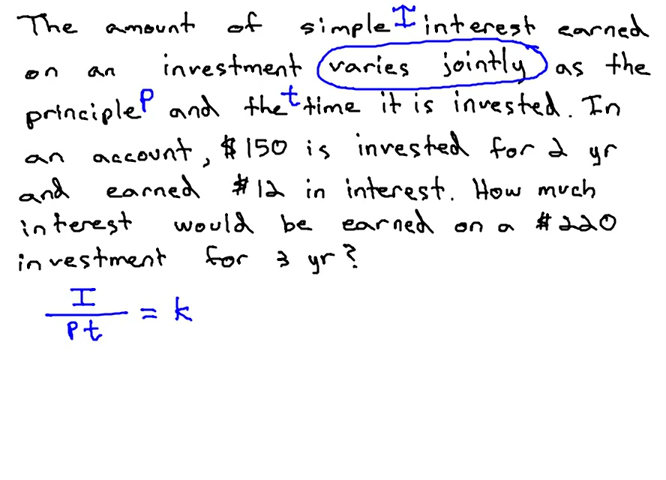 The amount of simple I interest earned
on an investment varies jointly as the
principle P and the t time it is invested. In
an account, $150 is invested for 2 yr
and earned $12 in interest. How much
interest would be earned on a $220
investment for 3 yr?
I
Pt = k